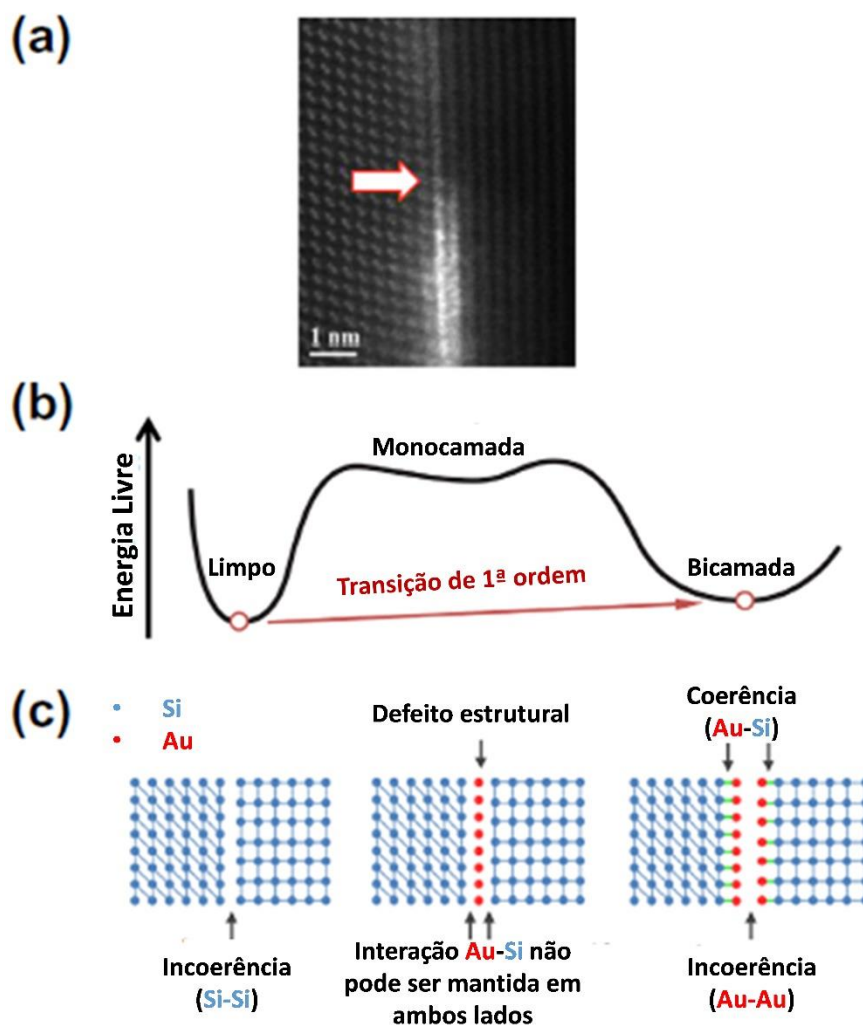 (a)
1 nm
(b)
Energia Livre
Monocamada
Limpo
Transição de 1ª ordem
Bicamada
(c)
Si
Au
Defeito estrutural
Coerência
(Au-Si)
Incoerência
(Si-Si)
Interação Au-Si não
pode ser mantida em
ambos lados
Incoerência
(Au-Au)